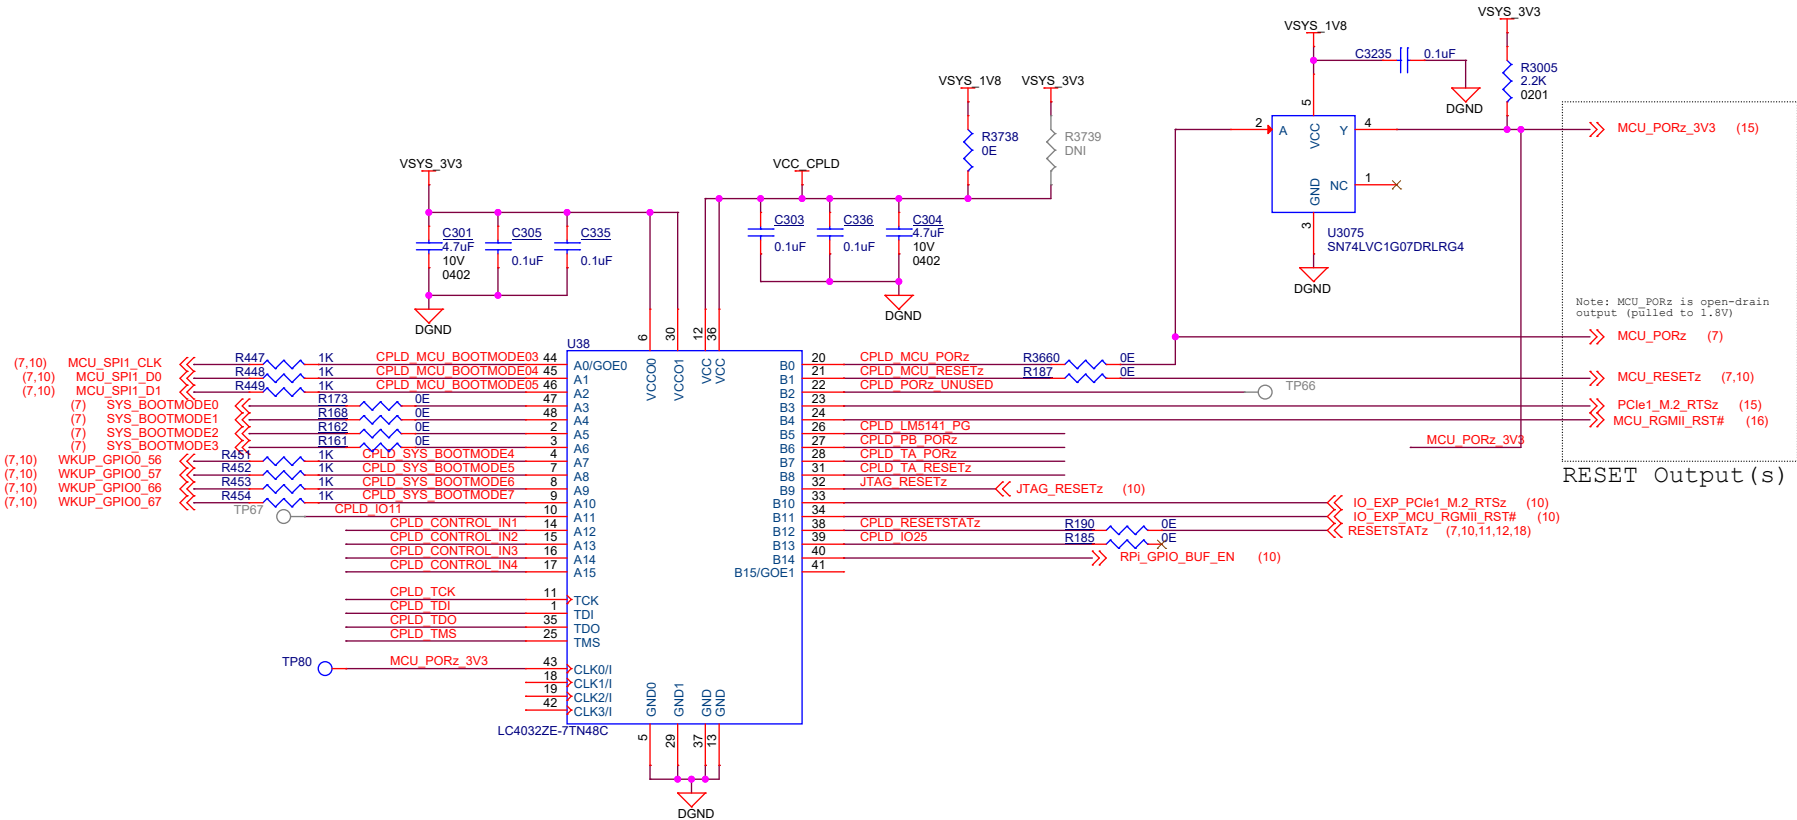 VSYS_3V3
VSYS_1V8
C3235 0.1uF
R3005
2.2K
0201
DGND
VSYS_1V8 VSYS_3V3
R3738
0E
R3739
DNI
5
2 A VCC Y 4
MCU_PORz_3V3 (15)
GND NC 1
3
U3075
SN74LVC1G07DRLRG4
DGND
VSYS_3V3
VCC_CPLD
C301
4.7uF
10V
0402
C305
0.1uF
C335
0.1uF
C303
0.1uF
C336
0.1uF
C304
4.7uF
10V
0402
DGND
DGND
Note: MCU_PORz is open-drain
output (pulled to 1.8V)
MCU_PORz (7)
6 30 12 36
U38
VCCO0 VCCO1 VCC VCC
(7,10) MCU_SPI1_CLK R447 1K CPLD_MCU_BOOTMODE03 44 A0/GOE0
(7,10) MCU_SPI1_D0 R448 1K CPLD_MCU_BOOTMODE04 45 A1
(7,10) MCU_SPI1_D1 R449 1K CPLD_MCU_BOOTMODE05 46 A2
(7) SYS_BOOTMODE0 R173 0E 47 A3
(7) SYS_BOOTMODE1 R168 0E 48 A4
(7) SYS_BOOTMODE2 R162 0E 2 A5
(7) SYS_BOOTMODE3 R161 0E 3 A6
(7,10) WKUP_GPIO0_56 R451 1K CPLD_SYS_BOOTMODE4 4 A7
(7,10) WKUP_GPIO0_57 R452 1K CPLD_SYS_BOOTMODE5 7 A8
(7,10) WKUP_GPIO0_66 R453 1K CPLD_SYS_BOOTMODE6 8 A9
(7,10) WKUP_GPIO0_67 R454 1K CPLD_SYS_BOOTMODE7 9 A10
TP67 CPLD_IO11 10 A11
CPLD_CONTROL_IN1 14 A12
CPLD_CONTROL_IN2 15 A13
CPLD_CONTROL_IN3 16 A14
CPLD_CONTROL_IN4 17 A15
CPLD_TCK 11 TCK
CPLD_TDI 1 TDI
CPLD_TDO 35 TDO
CPLD_TMS 25 TMS
TP80 MCU_PORz_3V3 43 CLK0/I
18 CLK1/I
19 CLK2/I
42 CLK3/I
B0 20 CPLD_MCU_PORz R3660 0E
B1 21 CPLD_MCU_RESETz R187 0E MCU_RESETz (7,10)
B2 22 CPLD_PORz_UNUSED TP66
B3 23 PCIe1_M.2_RTSz (15)
B4 24 MCU_RGMII_RST# (16)
B5 26 CPLD_LM5141_PG
B6 27 CPLD_PB_PORz MCU_PORz_3V3
B7 28 CPLD_TA_PORz
B8 31 CPLD_TA_RESETz
B9 32 JTAG_RESETz JTAG_RESETz (10)
B10 33 IO_EXP_PCIe1_M.2_RTSz (10)
B11 34 IO_EXP_MCU_RGMII_RST# (10)
B12 38 CPLD_RESETSTATz R190 0E RESETSTATz (7,10,11,12,18)
B13 39 CPLD_IO25 R185 0E
B14 40 RPi_GPIO_BUF_EN (10)
B15/GOE1 41
RESET Output(s)
GND0 GND1 GND GND
LC4032ZE-7TN48C
5 29 37 13
DGND